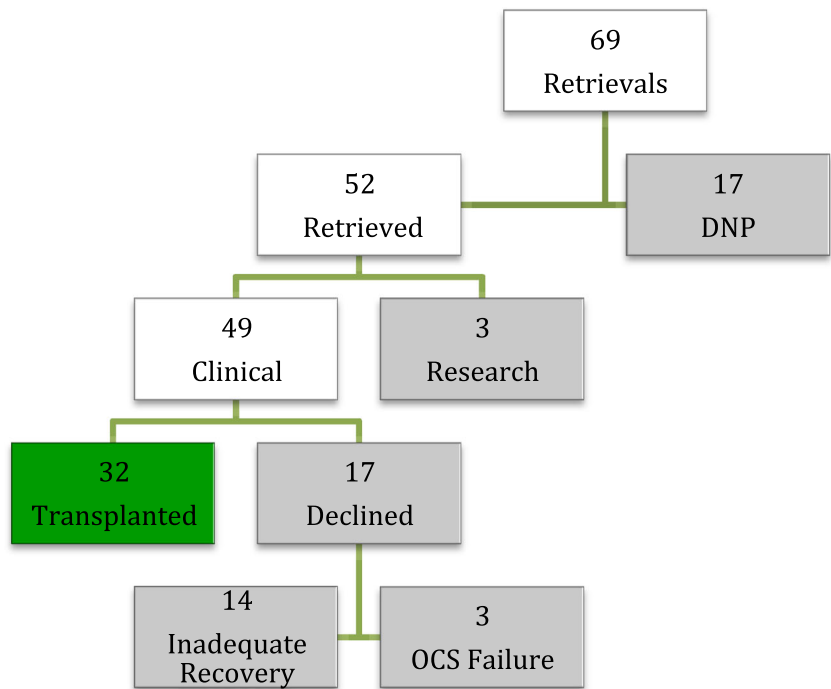 69
Retrievals
52
Retrieved
17
DNP
49
Clinical
3
Research
32
Transplanted
17
Declined
14
Inadequate
Recovery
3
OCS Failure